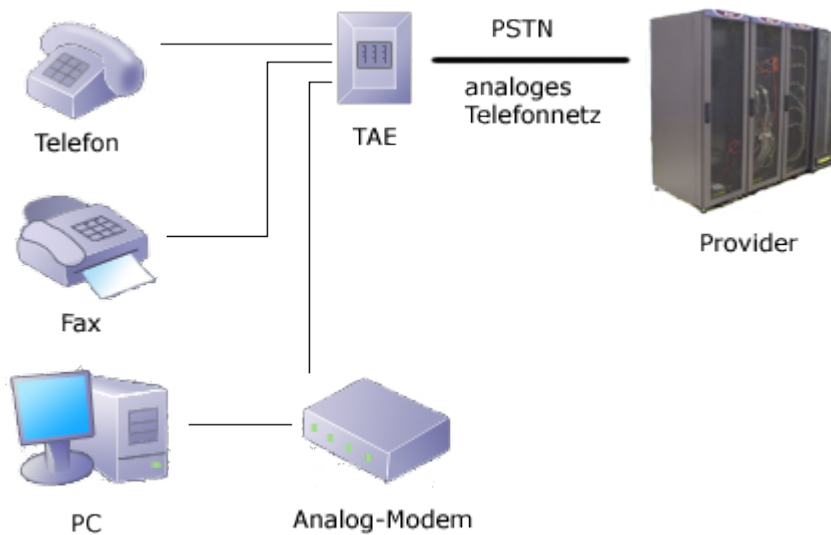 PSTN
analoges
Telefonnetz
Telefon
TAE
Provider
Fax
PC
Analog-Modem